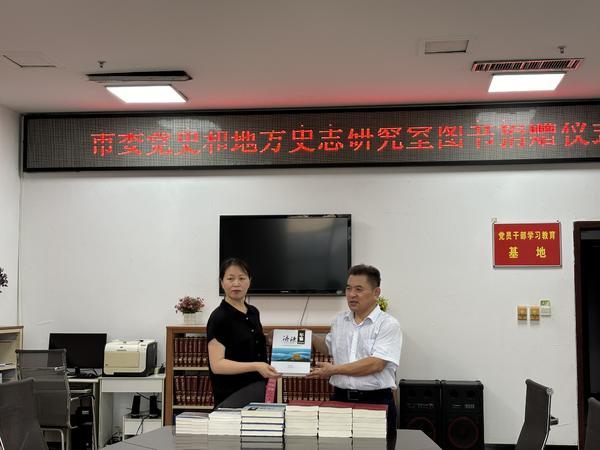 市委党史和地方史志研究室图书捐赠仪式
党员干部学习教育
基地